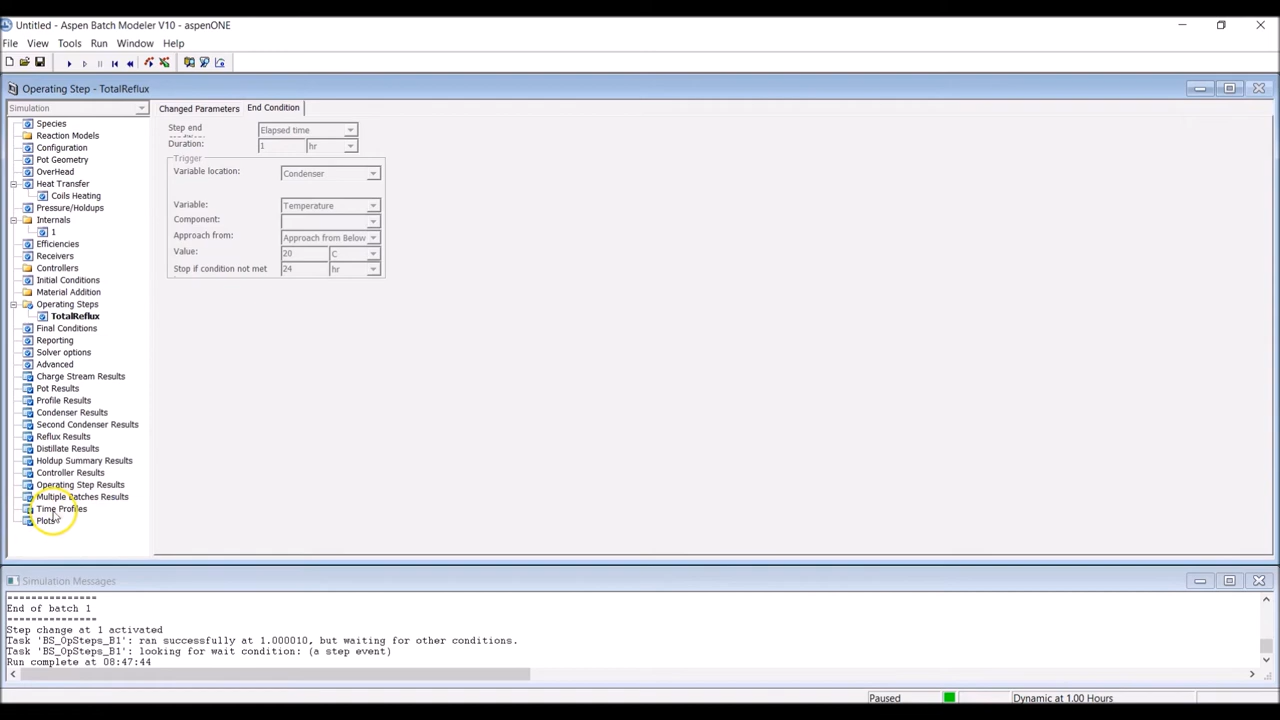 Untitled - Aspen Batch Modeler V10 - aspenONE
File View Tools Run Window Help
Operating Step - TotalReflux
Simulation
Species
Reaction Models
Configuration
Pot Geometry
OverHead
Heat Transfer
Coils Heating
Pressure/Holdups
Internals
1
Efficiencies
Receivers
Controllers
Initial Conditions
Material Addition
Operating Steps
TotalReflux
Final Conditions
Reporting
Solver options
Advanced
Charge Stream Results
Pot Results
Profile Results
Condenser Results
Second Condenser Results
Reflux Results
Distillate Results
Holdup Summary Results
Controller Results
Operating Step Results
Multiple Batches Results
Time Profiles
Plots
Changed Parameters End Condition
Step end Elapsed time
Duration: 1 hr
Trigger
Variable location: Condenser
Variable: Temperature
Component:
Approach from: Approach from Below
Value: 20 C
Stop if condition not met 24 hr
Simulation Messages
===============
End of batch 1
===============
Step change at 1 activated
Task 'BS_OpSteps_B1': ran successfully at 1.000010, but waiting for other conditions.
Task 'BS_OpSteps_B1': looking for wait condition: (a step event)
Run complete at 08:47:44
Paused Dynamic at 1.00 Hours